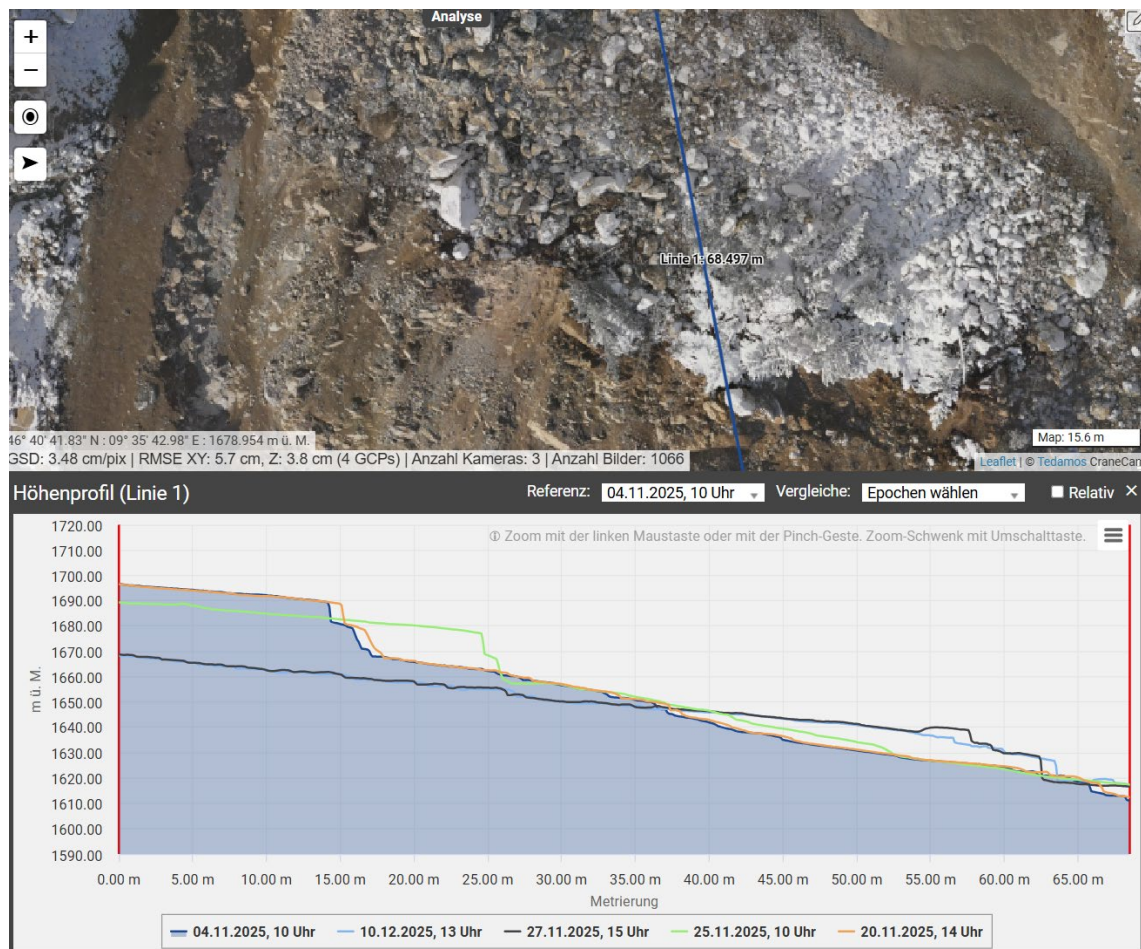 Analyse
+
−
Linie 1: 68.497 m
46° 40' 41.83" N : 09° 35' 42.98" E : 1678.954 m ü. M.
Map: 15.6 m
GSD: 3.48 cm/pix | RMSE XY: 5.7 cm, Z: 3.8 cm (4 GCPs) | Anzahl Kameras: 3 | Anzahl Bilder: 1066
Leaflet | © Tedamos CraneCam
Höhenprofil (Linie 1)
Referenz: 04.11.2025, 10 Uhr Vergleiche: Epochen wählen Relativ ×
Zoom mit der linken Maustaste oder mit der Pinch-Geste. Zoom-Schwenk mit Umschalttaste.
m ü. M.
1720.00
1710.00
1700.00
1690.00
1680.00
1670.00
1660.00
1650.00
1640.00
1630.00
1620.00
1610.00
1600.00
1590.00
0.00 m 5.00 m 10.00 m 15.00 m 20.00 m 25.00 m 30.00 m 35.00 m 40.00 m 45.00 m 50.00 m 55.00 m 60.00 m 65.00 m
Metrierung
04.11.2025, 10 Uhr 10.12.2025, 13 Uhr 27.11.2025, 15 Uhr 25.11.2025, 10 Uhr 20.11.2025, 14 Uhr